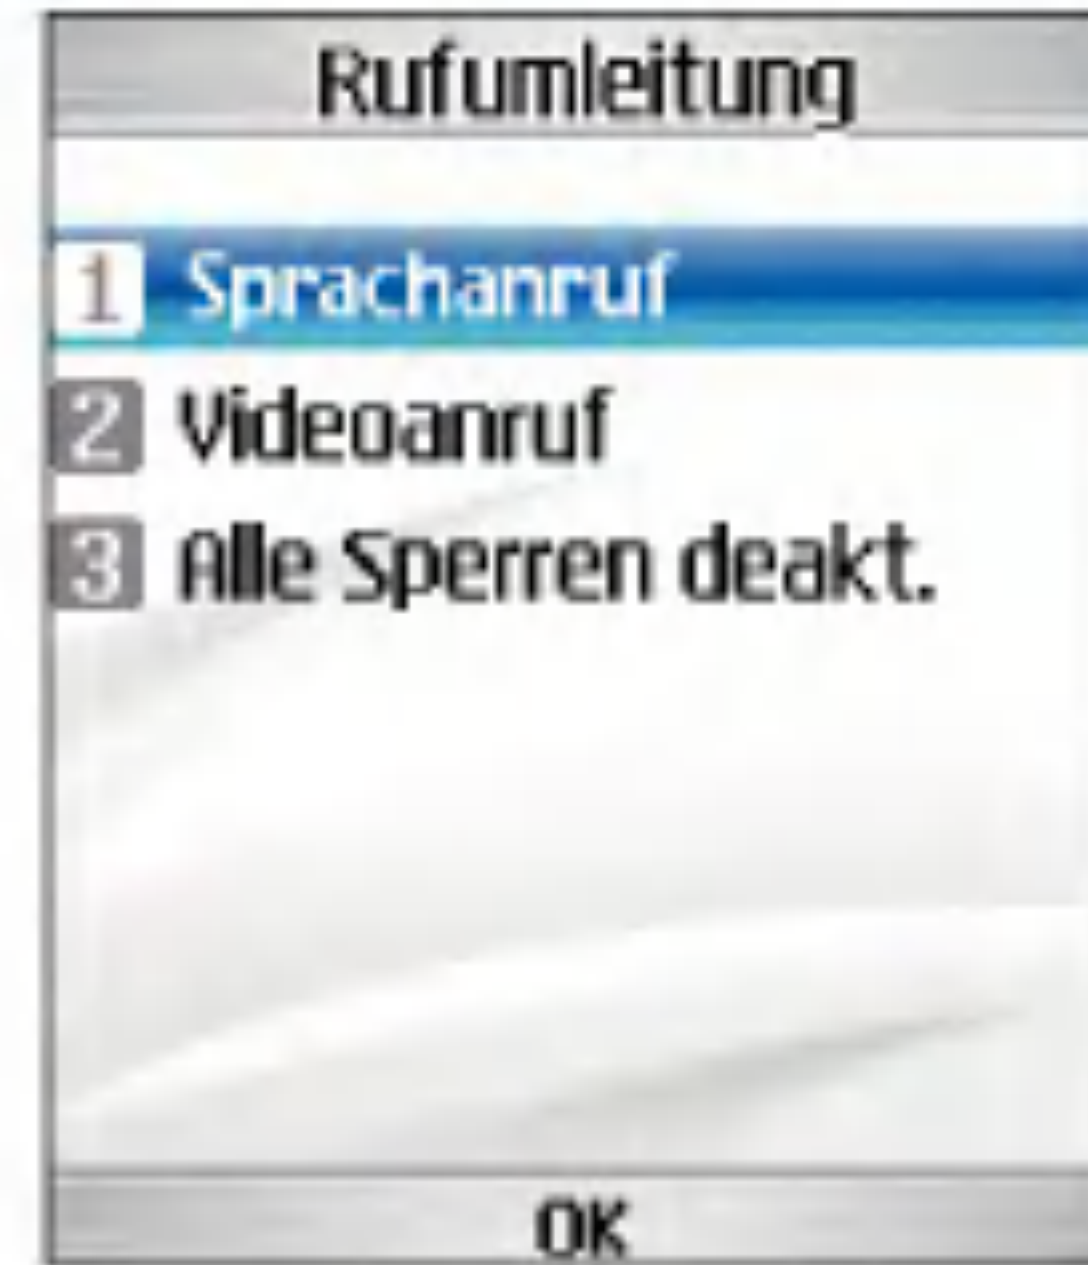 Rufumleitung
1 Sprachanruf
2 Videoanruf
3 Alle Sperren deakt.
OK